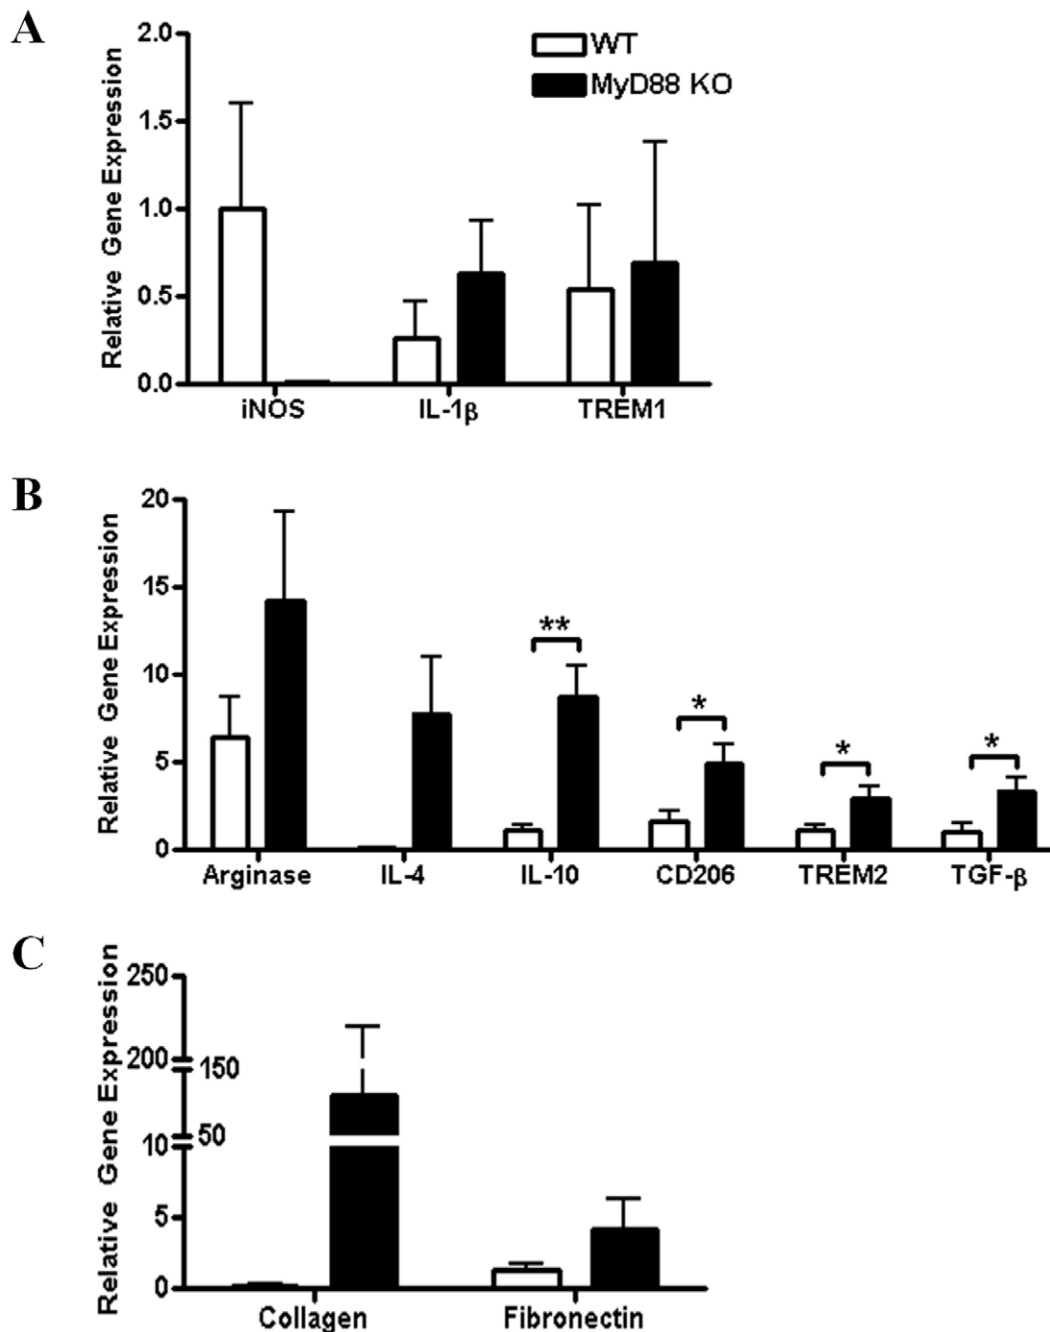 A
Relative Gene Expression
2.0
1.5
1.0
0.5
0.0
WT
MyD88 KO
iNOS
IL-1β
TREM1
B
Relative Gene Expression
20
15
10
5
0
**
*
*
*
Arginase
IL-4
IL-10
CD206
TREM2
TGF-β
C
Relative Gene Expression
250
200
150
50
10
5
0
Collagen
Fibronectin